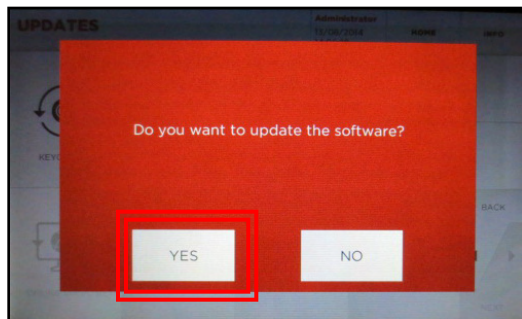 UPDATES
Administrator
HOME
INFO
Do you want to update the software?
BACK
YES
NO